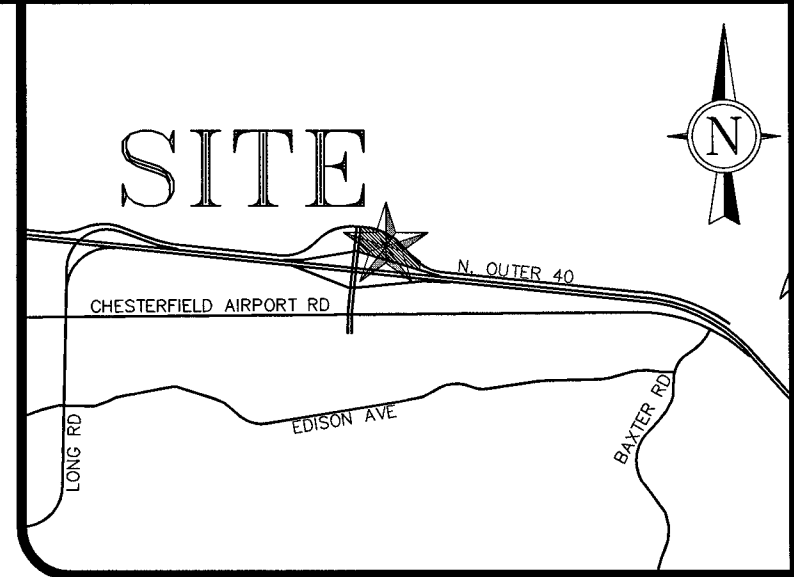 SITE
N
N. OUTER 40
CHESTERFIELD AIRPORT RD
EDISON AVE
LONG RD
BAXTER RD